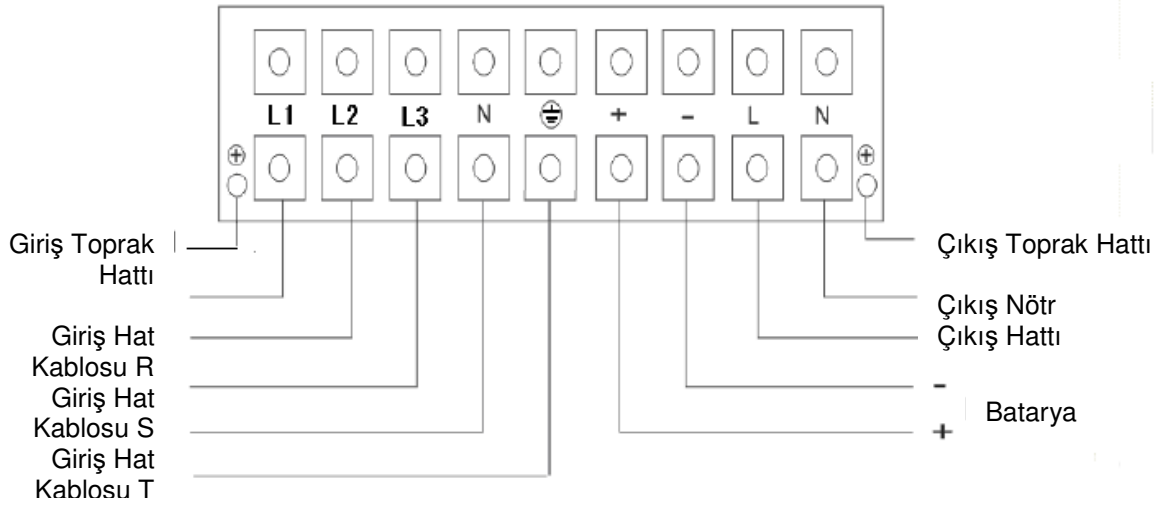 L1 L2 L3 N + - L N
Giriş Toprak
Hattı
Giriş Hat
Kablosu R
Giriş Hat
Kablosu S
Giriş Hat
Kablosu T
Çıkış Toprak Hattı
Çıkış Nötr
Çıkış Hattı
-
Batarya
+